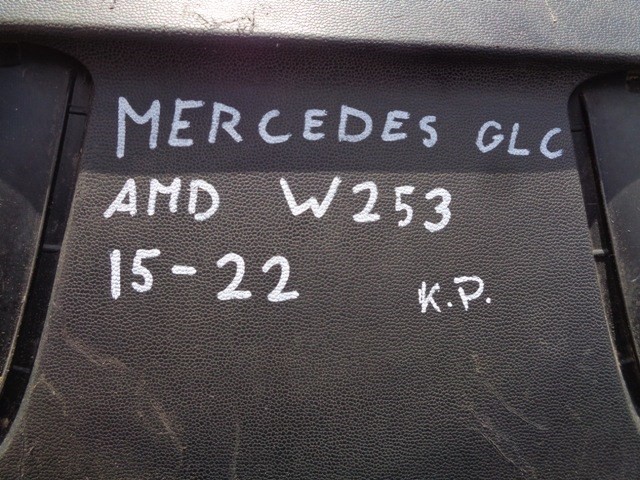 MERCEDES GLC
AMD W253
15-22 K.P.